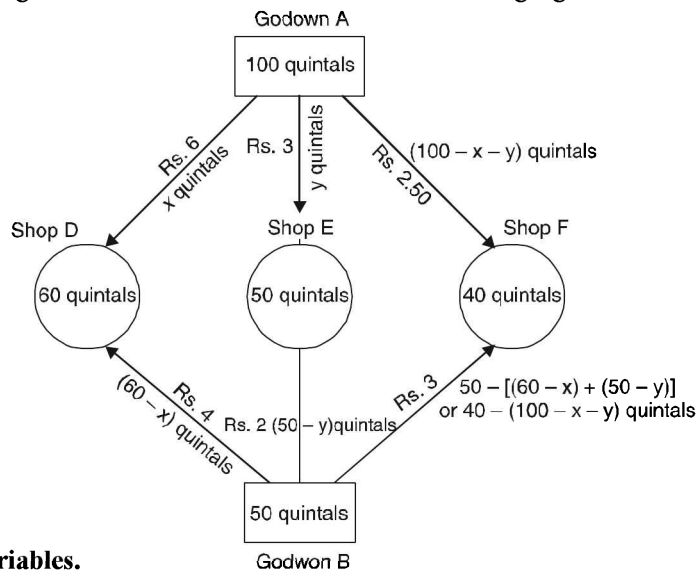 Godown A
100 quintals
Rs. 6
x quintals
Rs. 3
y quintals
(100 – x – y) quintals
Rs. 2.50
Shop D
Shop E
Shop F
60 quintals
50 quintals
40 quintals
Rs. 4
(60 – x) quintals
Rs. 2 (50 – y)quintals
Rs. 3
50 – [(60 – x) + (50 – y)]
or 40 – (100 – x – y) quintals
50 quintals
Godwon B
riables.